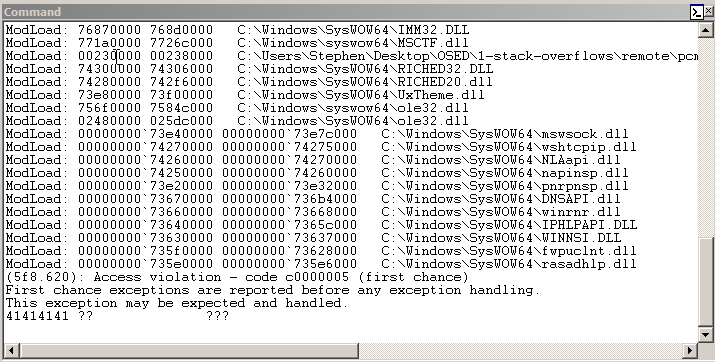 Command
ModLoad: 76870000 768d0000 C:\Windows\SysWOW64\IMM32.DLL
ModLoad: 771a0000 7726c000 C:\Windows\syswow64\MSCTF.dll
ModLoad: 00230000 00238000 C:\Users\Stephen\Desktop\OSED\1-stack-overflows\remote\pcm
ModLoad: 74300000 74306000 C:\Windows\SysWOW64\RICHED32.DLL
ModLoad: 74280000 742f6000 C:\Windows\SysWOW64\RICHED20.dll
ModLoad: 73e80000 73f00000 C:\Windows\SysWOW64\UxTheme.dll
ModLoad: 756f0000 7584c000 C:\Windows\syswow64\ole32.dll
ModLoad: 02480000 025dc000 C:\Windows\SysWOW64\ole32.dll
ModLoad: 00000000`73e40000 00000000`73e7c000 C:\Windows\SysWOW64\mswsock.dll
ModLoad: 00000000`74270000 00000000`74275000 C:\Windows\SysWOW64\wshtcpip.dll
ModLoad: 00000000`74260000 00000000`74270000 C:\Windows\SysWOW64\NLAapi.dll
ModLoad: 00000000`74250000 00000000`74260000 C:\Windows\SysWOW64\napinsp.dll
ModLoad: 00000000`73e20000 00000000`73e32000 C:\Windows\SysWOW64\pnrpnsp.dll
ModLoad: 00000000`73670000 00000000`736b4000 C:\Windows\SysWOW64\DNSAPI.dll
ModLoad: 00000000`73660000 00000000`73668000 C:\Windows\SysWOW64\winrnr.dll
ModLoad: 00000000`73640000 00000000`7365c000 C:\Windows\SysWOW64\IPHLPAPI.DLL
ModLoad: 00000000`73630000 00000000`73637000 C:\Windows\SysWOW64\WINNSI.DLL
ModLoad: 00000000`735f0000 00000000`73628000 C:\Windows\SysWOW64\fwpuclnt.dll
ModLoad: 00000000`735e0000 00000000`735e6000 C:\Windows\SysWOW64\rasadhlp.dll
(5f8.620): Access violation - code c0000005 (first chance)
First chance exceptions are reported before any exception handling.
This exception may be expected and handled.
41414141 ?? ???